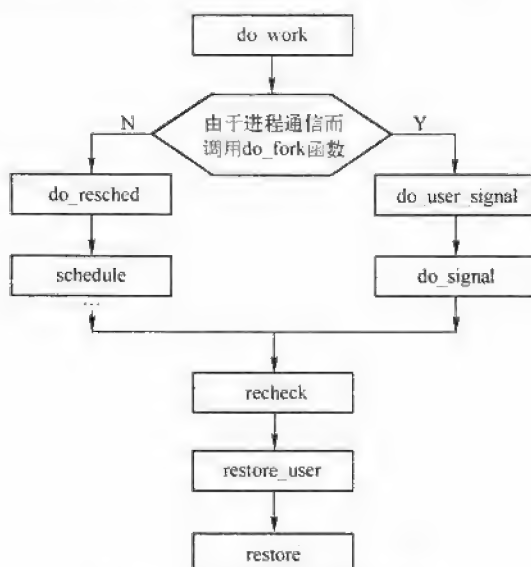 do_work
由于进程通信而
调用do_fork函数
N
Y
do_resched
do_user_signal
schedule
do_signal
...
recheck
restore_user
restore